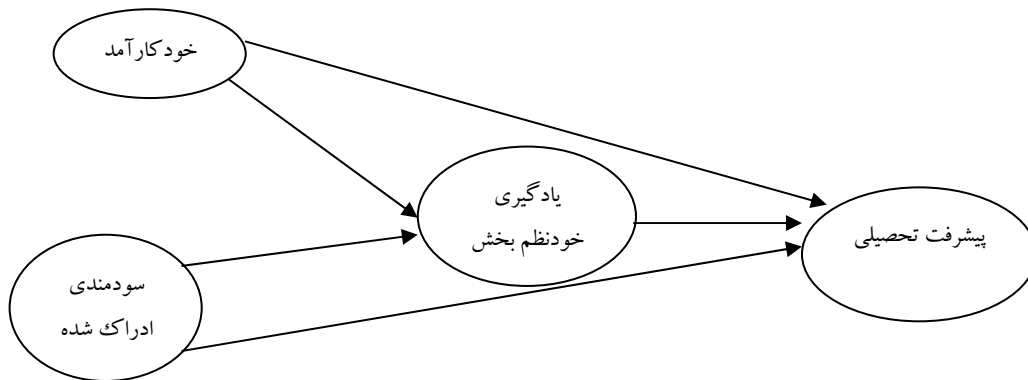 خودکارآمد
یادگیری
خودنظم بخش
پیشرفت تحصیلی
سودمندی
ادراک شده